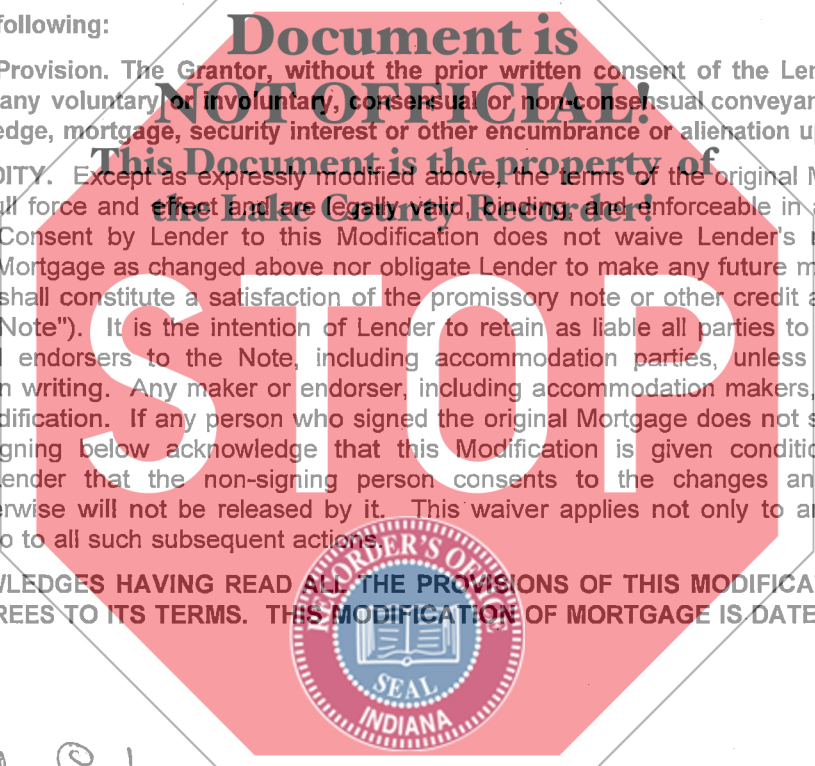 following:
Document is
Provision. The Grantor, without the prior written consent of the Len
any voluntary or involuntary, consensual or non-consensual conveyan
NOT OFFICIAL!
edge, mortgage, security interest or other encumbrance or alienation u
This Document is the property of
DITY. Except as expressly modified above, the terms of the original M
the Lake County Recorder!
ull force and effect and are legally valid, binding, and enforceable in a
Consent by Lender to this Modification does not waive Lender's r
Mortgage as changed above nor obligate Lender to make any future m
shall constitute a satisfaction of the promissory note or other credit a
Note"). It is the intention of Lender to retain as liable all parties to
endorsers to the Note, including accommodation parties, unless
n writing. Any maker or endorser, including accommodation makers,
dification. If any person who signed the original Mortgage does not s
gning below acknowledge that this Modification is given conditio
ender that the non-signing person consents to the changes an
erwise will not be released by it. This waiver applies not only to an
o to all such subsequent actions.
STOP
WLEDGES HAVING READ ALL THE PROVISIONS OF THIS MODIFICA
REES TO ITS TERMS. THIS MODIFICATION OF MORTGAGE IS DATE
RECORDER'S OFFICE
SEAL
INDIANA